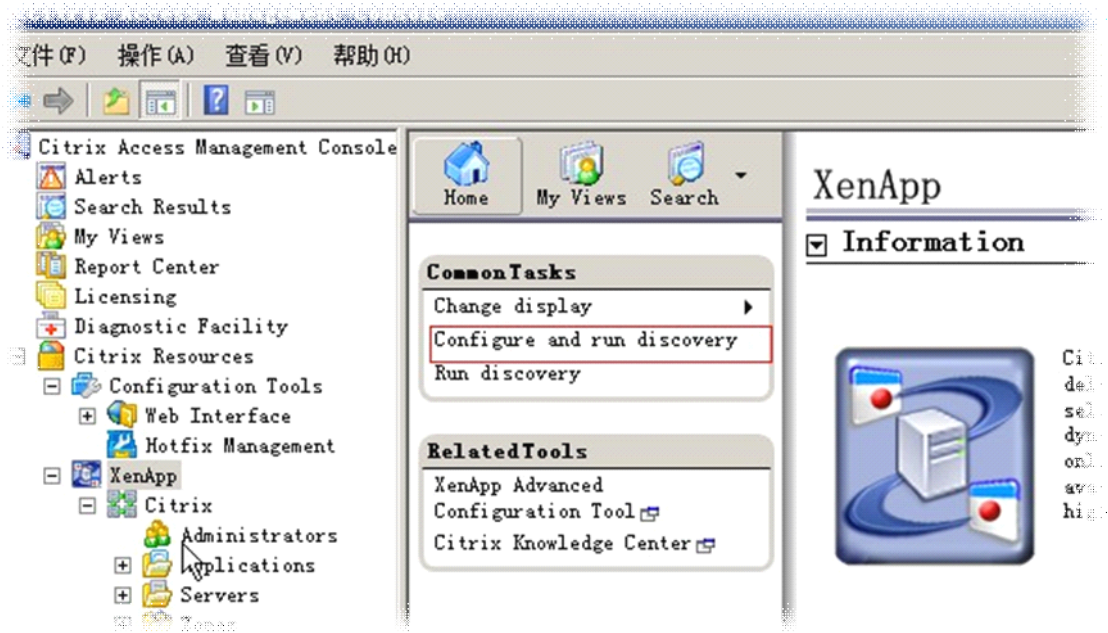 文件(F) 操作(A) 查看(V) 帮助(H)
Citrix Access Management Console
Alerts
Search Results
My Views
Report Center
Licensing
Diagnostic Facility
Citrix Resources
Configuration Tools
Web Interface
Hotfix Management
XenApp
Citrix
Administrators
Applications
Servers
Zones
Home My Views Search
CommonTasks
Change display
Configure and run discovery
Run discovery
RelatedTools
XenApp Advanced
Configuration Tool
Citrix Knowledge Center
XenApp
Information